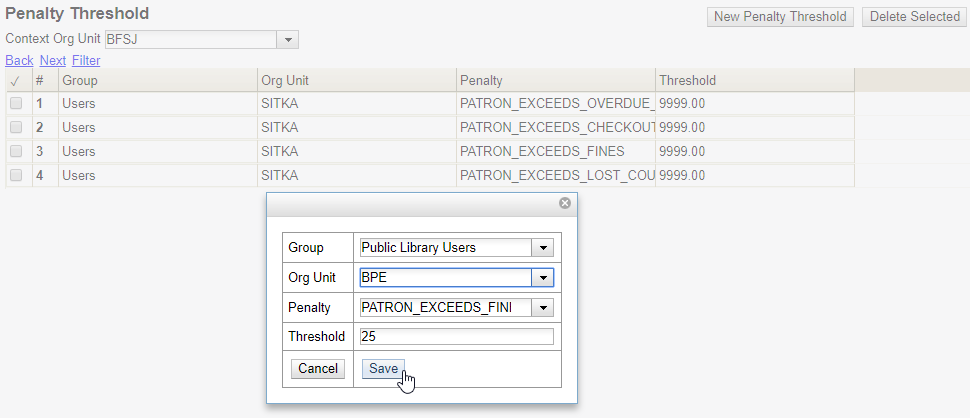 Penalty Threshold
New Penalty Threshold Delete Selected
Context Org Unit BFSJ
Back Next Filter
✓ # Group Org Unit Penalty Threshold
1 Users SITKA PATRON_EXCEEDS_OVERDUE_ 9999.00
2 Users SITKA PATRON_EXCEEDS_CHECKOUT 9999.00
3 Users SITKA PATRON_EXCEEDS_FINES 9999.00
4 Users SITKA PATRON_EXCEEDS_LOST_COU 9999.00
Group Public Library Users
Org Unit BPE
Penalty PATRON_EXCEEDS_FINI
Threshold 25
Cancel Save